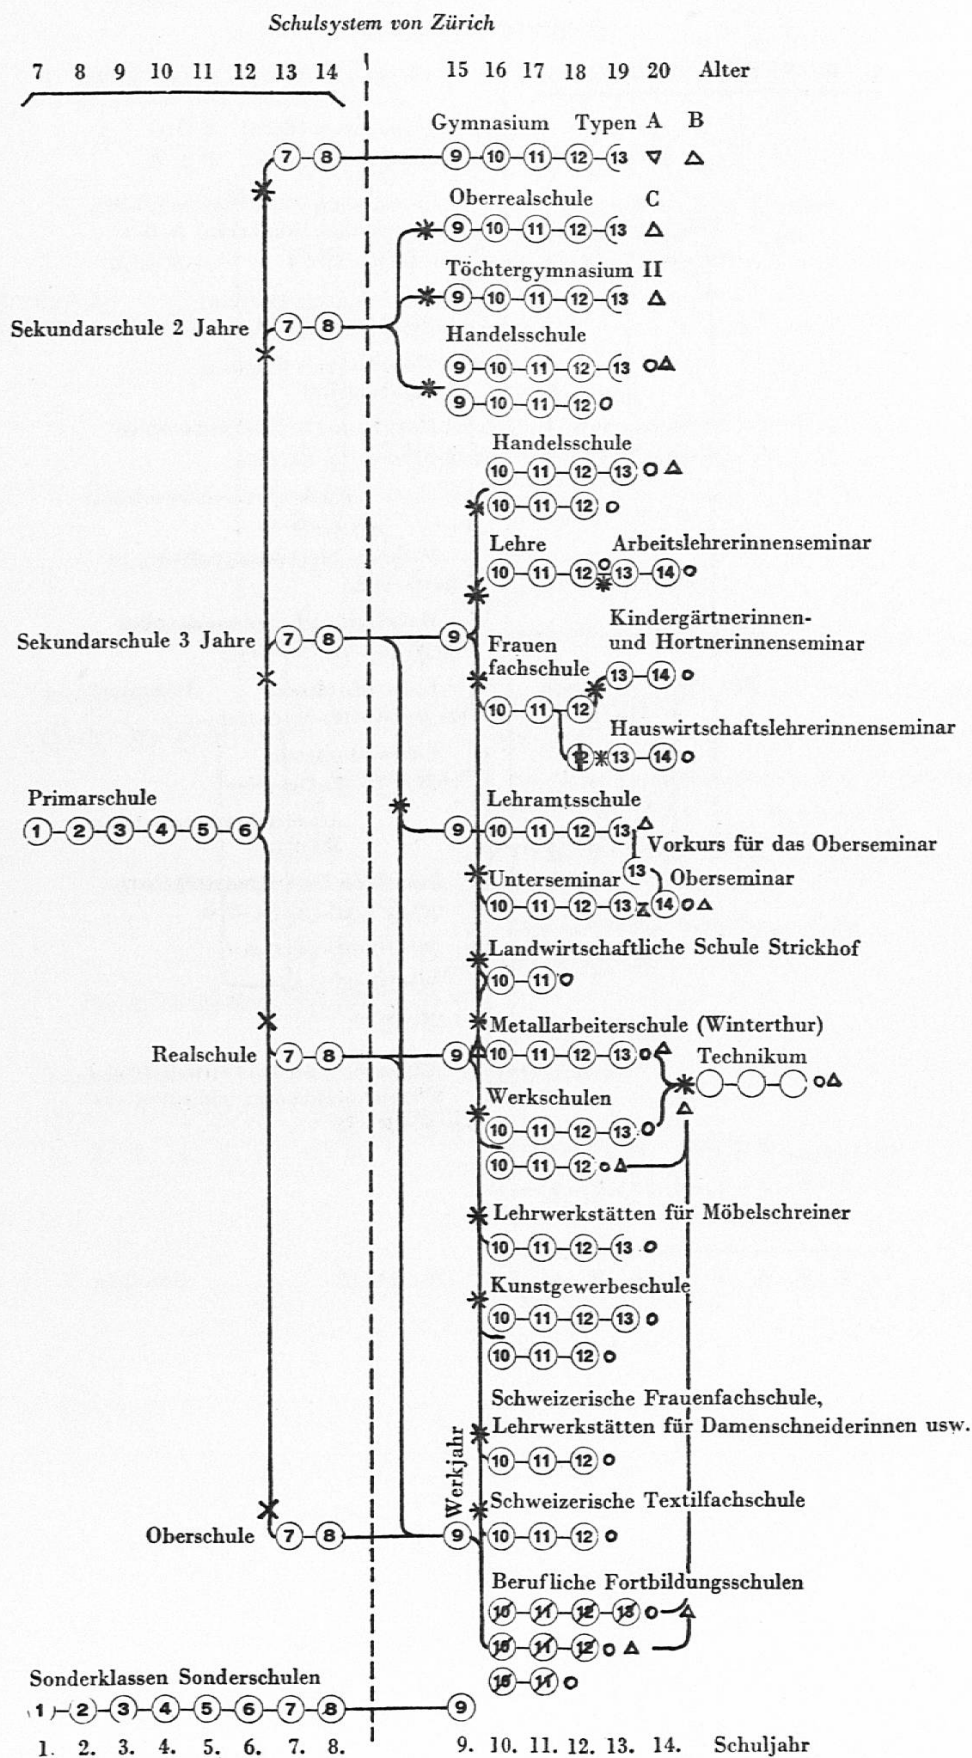 Schulsystem von Zürich
7 8 9 10 11 12 13 14 15 16 17 18 19 20 Alter
Gymnasium Typen A B
7 8 9 10 11 12 13
Oberrealschule C
9 10 11 12 13
Töchtergymnasium II
9 10 11 12 13
Sekundarschule 2 Jahre 7 8
Handelsschule
9 10 11 12 13
9 10 11 12
Handelsschule
10 11 12 13
10 11 12
Lehre Arbeitslehrerinnenseminar
10 11 12 13 14
Kindergärtnerinnen-
und Hortnerinnenseminar
Sekundarschule 3 Jahre 7 8 9
Frauen
fachschule
13 14
10 11 12
Hauswirtschaftslehrerinnenseminar
12 13 14
Primarschule
Lehramtsschule
1 2 3 4 5 6 9 10 11 12 13
Vorkurs für das Oberseminar
13
Unterseminar Oberseminar
10 11 12 13 14
Landwirtschaftliche Schule Strickhof
10 11
Metallarbeiterschule (Winterthur)
Realschule 7 8 9 10 11 12 13
Technikum
Werkschulen
10 11 12 13
10 11 12
Lehrwerkstätten für Möbelschreiner
10 11 12 13
Kunstgewerbeschule
10 11 12 13
10 11 12
Schweizerische Frauenfachschule,
Lehrwerkstätten für Damenschneiderinnen usw.
10 11 12
Werkjahr
Schweizerische Textilfachschule
Oberschule 7 8 9 10 11 12
Berufliche Fortbildungsschulen
10 11 12 13
10 11 12
10 11
Sonderklassen Sonderschulen
1 2 3 4 5 6 7 8 9
1. 2. 3. 4. 5. 6. 7. 8. 9. 10. 11. 12. 13. 14. Schuljahr